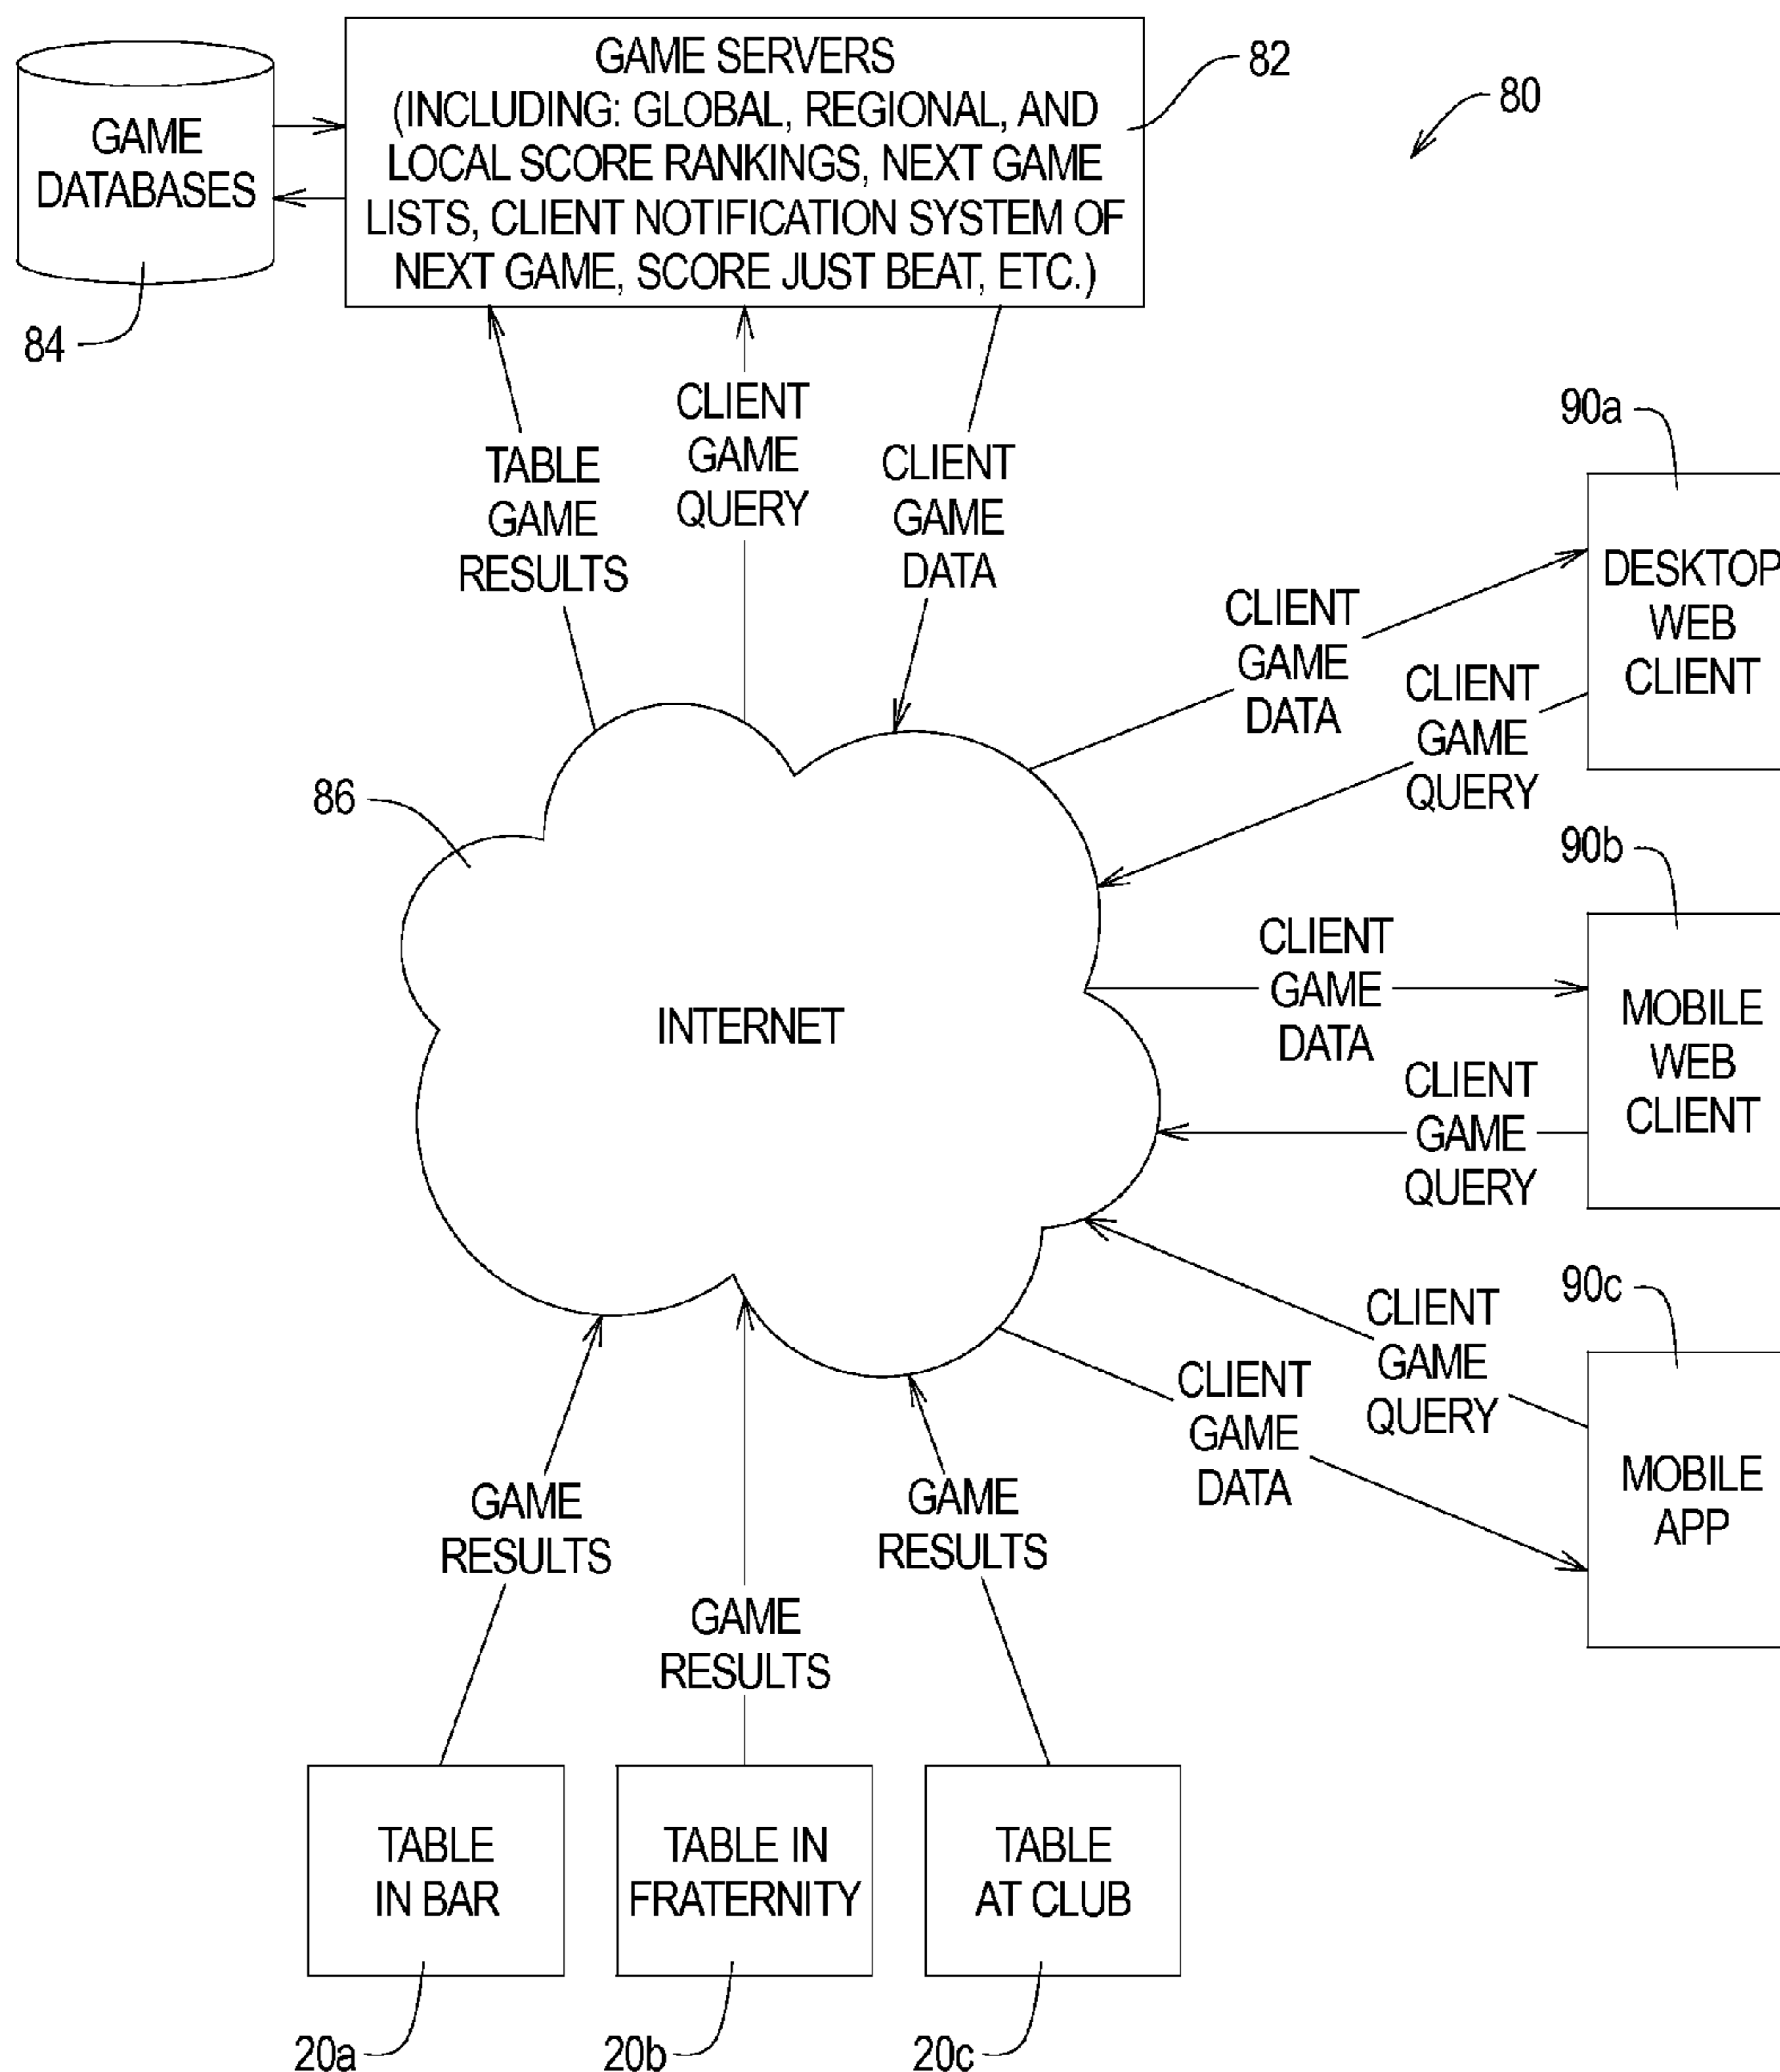 GAME SERVERS
(INCLUDING: GLOBAL, REGIONAL, AND
LOCAL SCORE RANKINGS, NEXT GAME
LISTS, CLIENT NOTIFICATION SYSTEM OF
NEXT GAME, SCORE JUST BEAT, ETC.)
82
80
GAME
DATABASES
84
TABLE
GAME
RESULTS
CLIENT
GAME
QUERY
CLIENT
GAME
DATA
90a
DESKTOP
WEB
CLIENT
CLIENT
GAME
DATA
CLIENT
GAME
QUERY
86
INTERNET
90b
MOBILE
WEB
CLIENT
CLIENT
GAME
DATA
CLIENT
GAME
QUERY
90c
MOBILE
APP
CLIENT
GAME
QUERY
CLIENT
GAME
DATA
GAME
RESULTS
GAME
RESULTS
GAME
RESULTS
TABLE
IN BAR
TABLE IN
FRATERNITY
TABLE
AT CLUB
20a
20b
20c